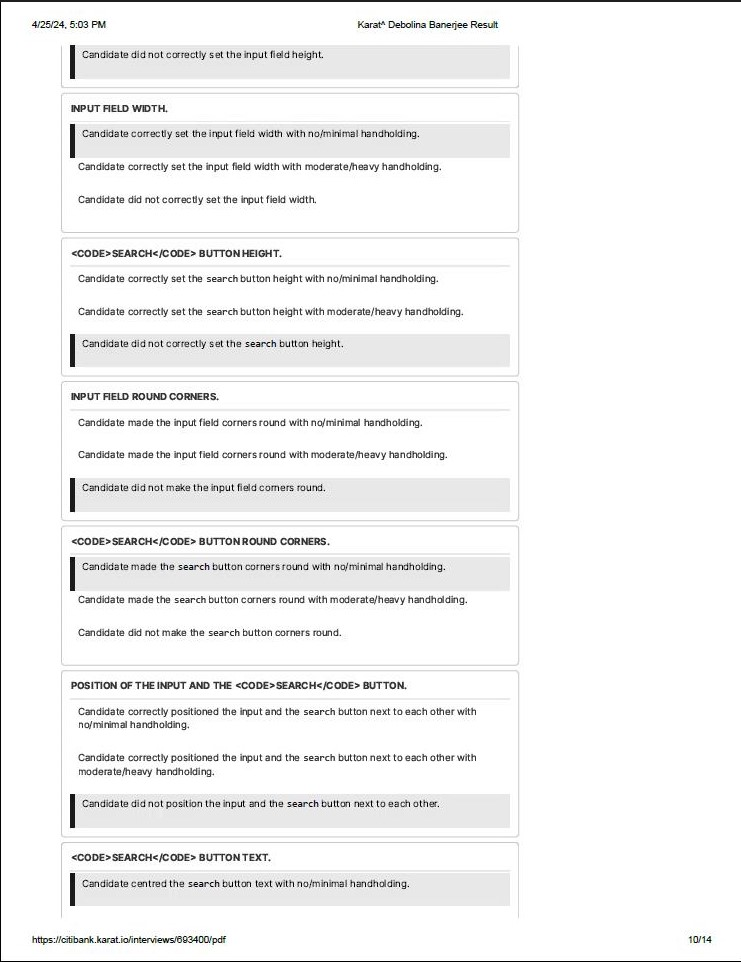 4/25/24, 5:03 PM
Karat^ Debolina Banerjee Result
Candidate did not correctly set the input field height.
INPUT FIELD WIDTH.
Candidate correctly set the input field width with no/minimal handholding.
Candidate correctly set the input field width with moderate/heavy handholding.
Candidate did not correctly set the input field width.
<CODE>SEARCH</CODE> BUTTON HEIGHT.
Candidate correctly set the search button height with no/minimal handholding.
Candidate correctly set the search button height with moderate/heavy handholding.
Candidate did not correctly set the search button height.
INPUT FIELD ROUND CORNERS.
Candidate made the input field corners round with no/minimal handholding.
Candidate made the input field corners round with moderate/heavy handholding.
Candidate did not make the input field corners round.
<CODE>SEARCH</CODE> BUTTON ROUND CORNERS.
Candidate made the search button corners round with no/minimal handholding.
Candidate made the search button corners round with moderate/heavy handholding.
Candidate did not make the search button corners round.
POSITION OF THE INPUT AND THE <CODE>SEARCH</CODE> BUTTON.
Candidate correctly positioned the input and the search button next to each other with
no/minimal handholding.
Candidate correctly positioned the input and the search button next to each other with
moderate/heavy handholding.
Candidate did not position the input and the search button next to each other.
<CODE>SEARCH</CODE> BUTTON TEXT.
Candidate centred the search button text with no/minimal handholding.
https://citibank.karat.io/interviews/693400/pdf
10/14